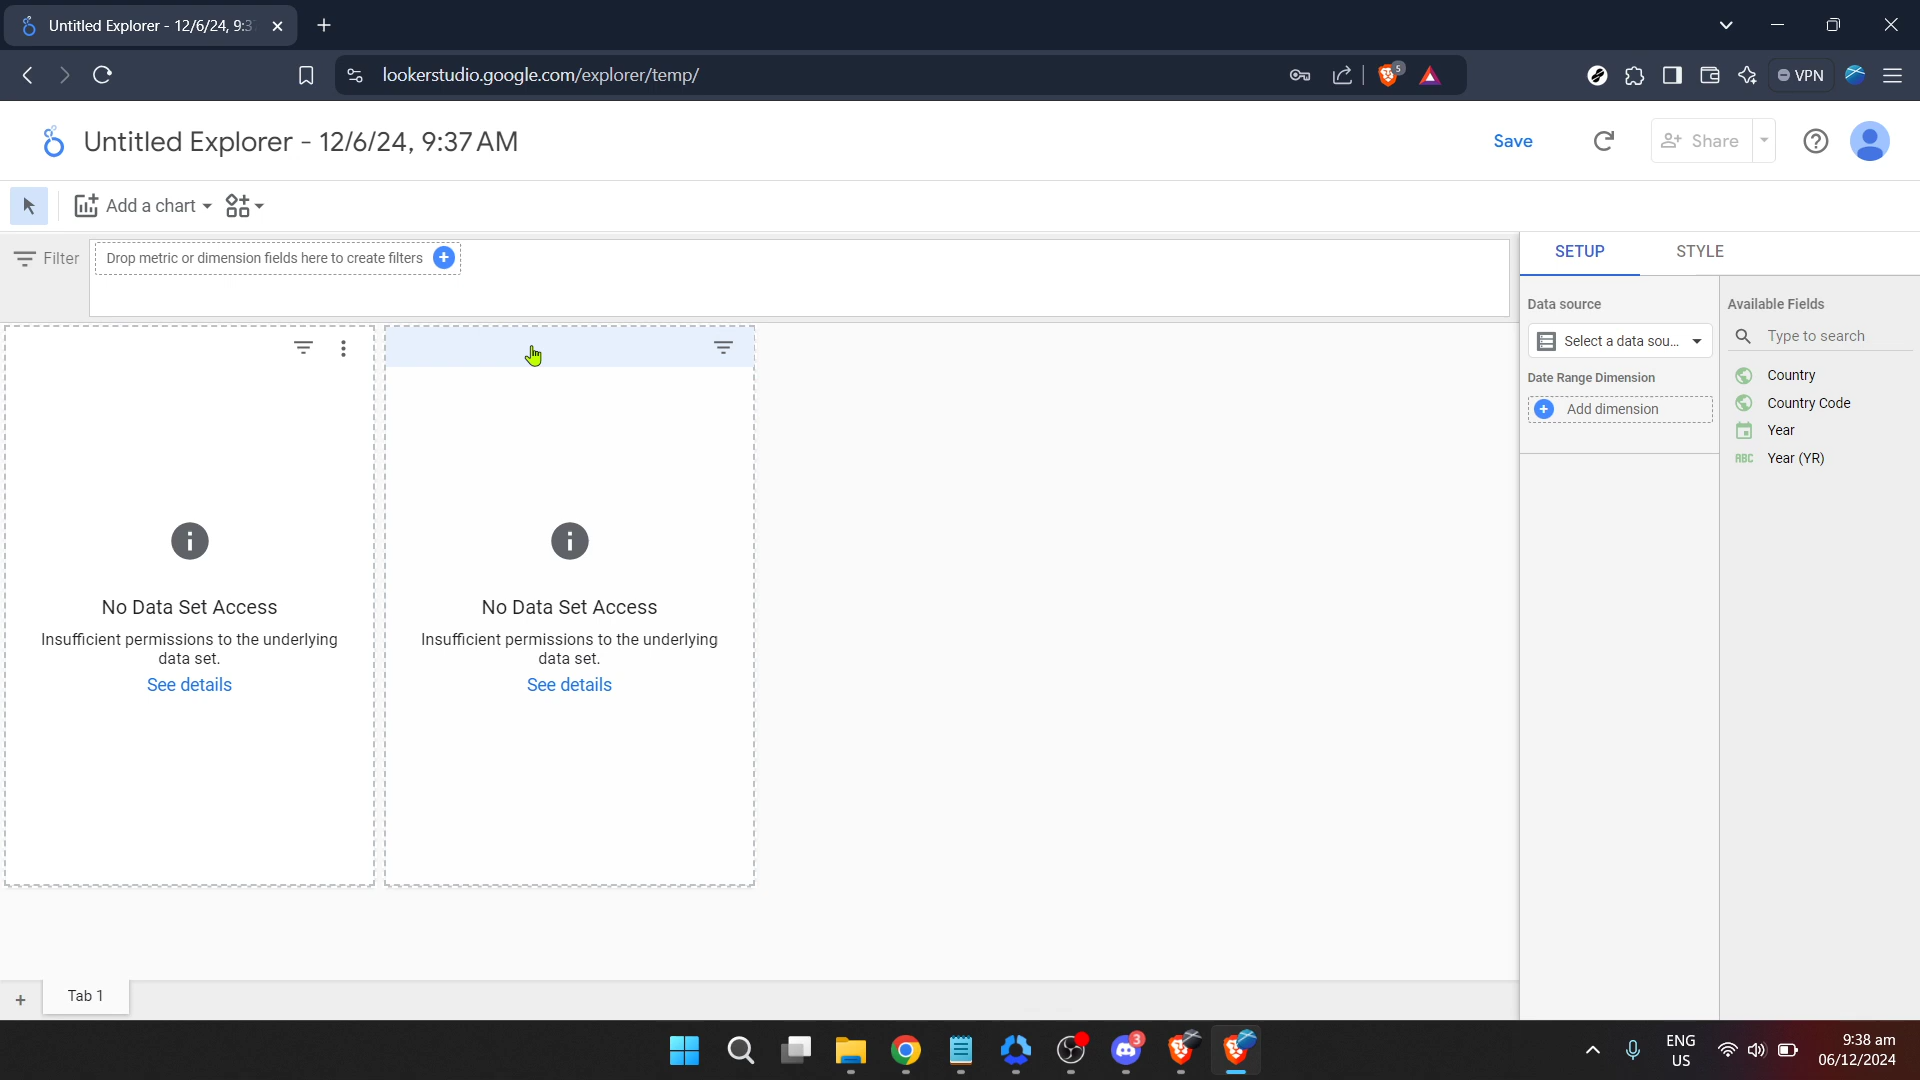 Untitled Explorer - 12/6/24, 9:3
lookerstudio.google.com/explorer/temp/
5
VPN
Untitled Explorer - 12/6/24, 9:37 AM
Save
Share
Add a chart
Filter
Drop metric or dimension fields here to create filters
SETUP
STYLE
Data source
Select a data sou...
Date Range Dimension
Add dimension
Available Fields
Type to search
Country
Country Code
Year
ABC Year (YR)
No Data Set Access
Insufficient permissions to the underlying
data set.
See details
No Data Set Access
Insufficient permissions to the underlying
data set.
See details
Tab 1
3
ENG
US
9:38 am
06/12/2024